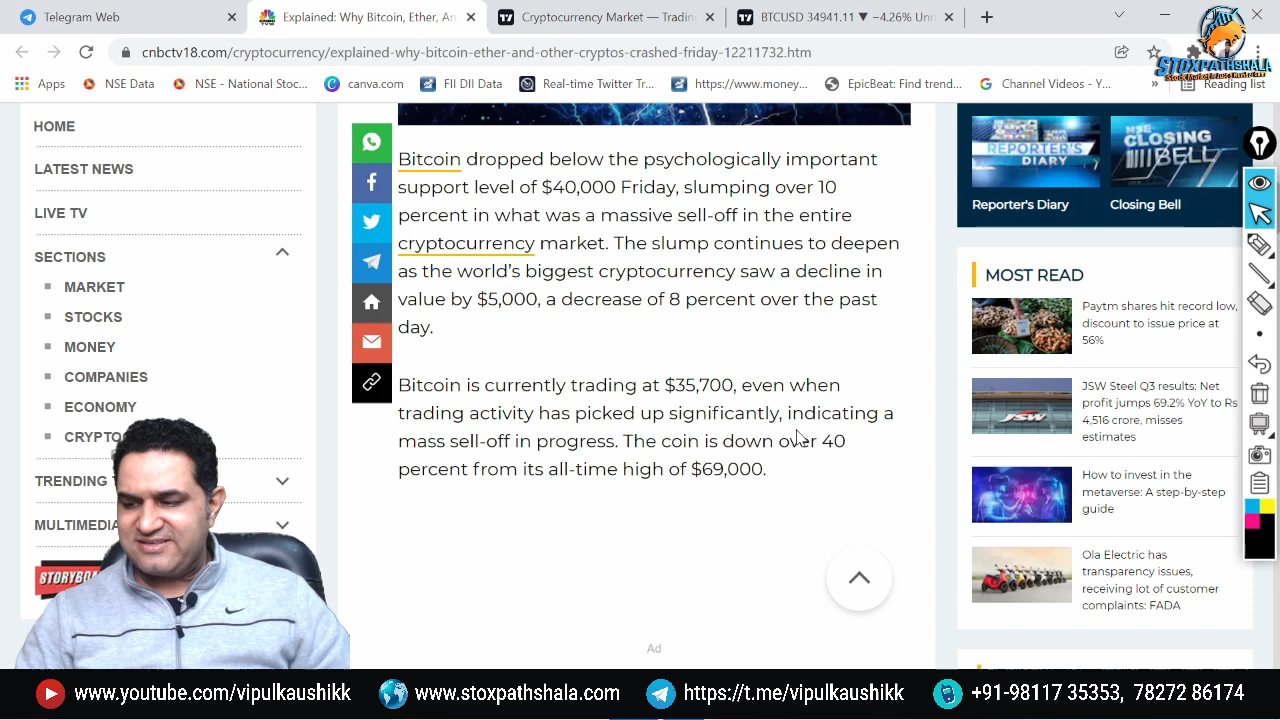 Telegram Web
Explained: Why Bitcoin, Ether, An
Cryptocurrency Market — Tradin
BTCUSD 34941.11 ▼ −4.26% Unn
cnbctv18.com/cryptocurrency/explained-why-bitcoin-ether-and-other-cryptos-crashed-friday-12211732.htm
STOXPATHSHALA
Apps
NSE Data
NSE - National Stoc...
canva.com
FII DII Data
Real-time Twitter Tr...
https://www.money...
EpicBeat: Find trend...
Channel Videos - Y...
»
Reading list
HOME
LATEST NEWS
LIVE TV
SECTIONS
MARKET
STOCKS
MONEY
COMPANIES
ECONOMY
CRYPTO
TRENDING
MULTIMEDIA
STORYBOA
Bitcoin dropped below the psychologically important
support level of $40,000 Friday, slumping over 10
percent in what was a massive sell-off in the entire
cryptocurrency market. The slump continues to deepen
as the world's biggest cryptocurrency saw a decline in
value by $5,000, a decrease of 8 percent over the past
day.
Bitcoin is currently trading at $35,700, even when
trading activity has picked up significantly, indicating a
mass sell-off in progress. The coin is down over 40
percent from its all-time high of $69,000.
Ad
REPORTER'S
DIARY
CLOSING
BELL
Reporter's Diary
Closing Bell
MOST READ
Paytm shares hit record low,
discount to issue price at
56%
JSW Steel Q3 results: Net
profit jumps 69.2% YoY to Rs
4,516 crore, misses
estimates
How to invest in the
metaverse: A step-by-step
guide
Ola Electric has
transparency issues,
receiving lot of customer
complaints: FADA
www.youtube.com/vipulkaushikk
www.stoxpathshala.com
https://t.me/vipulkaushikk
+91-98117 35353, 78272 86174